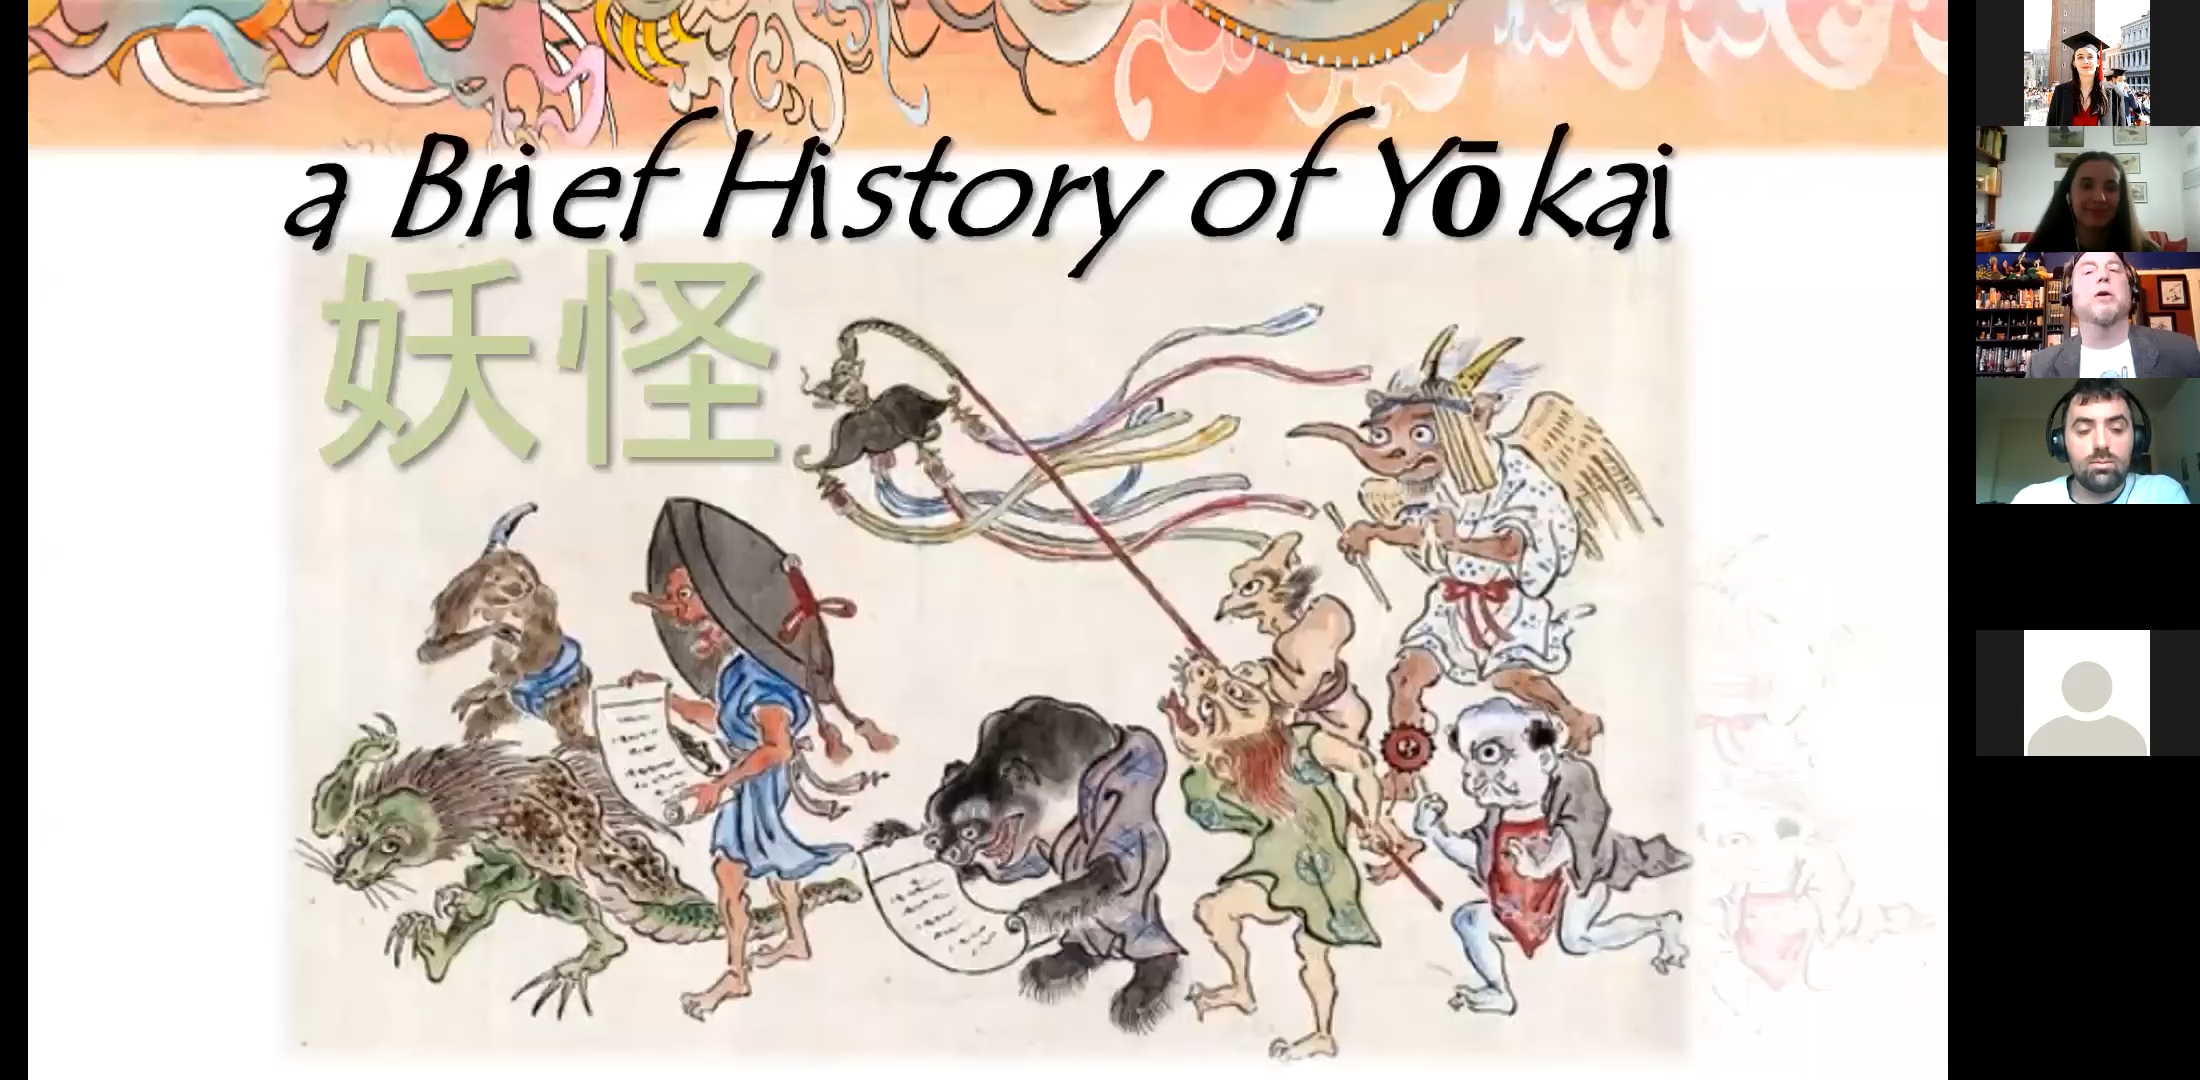 a Brief History of Yōkai
妖怪